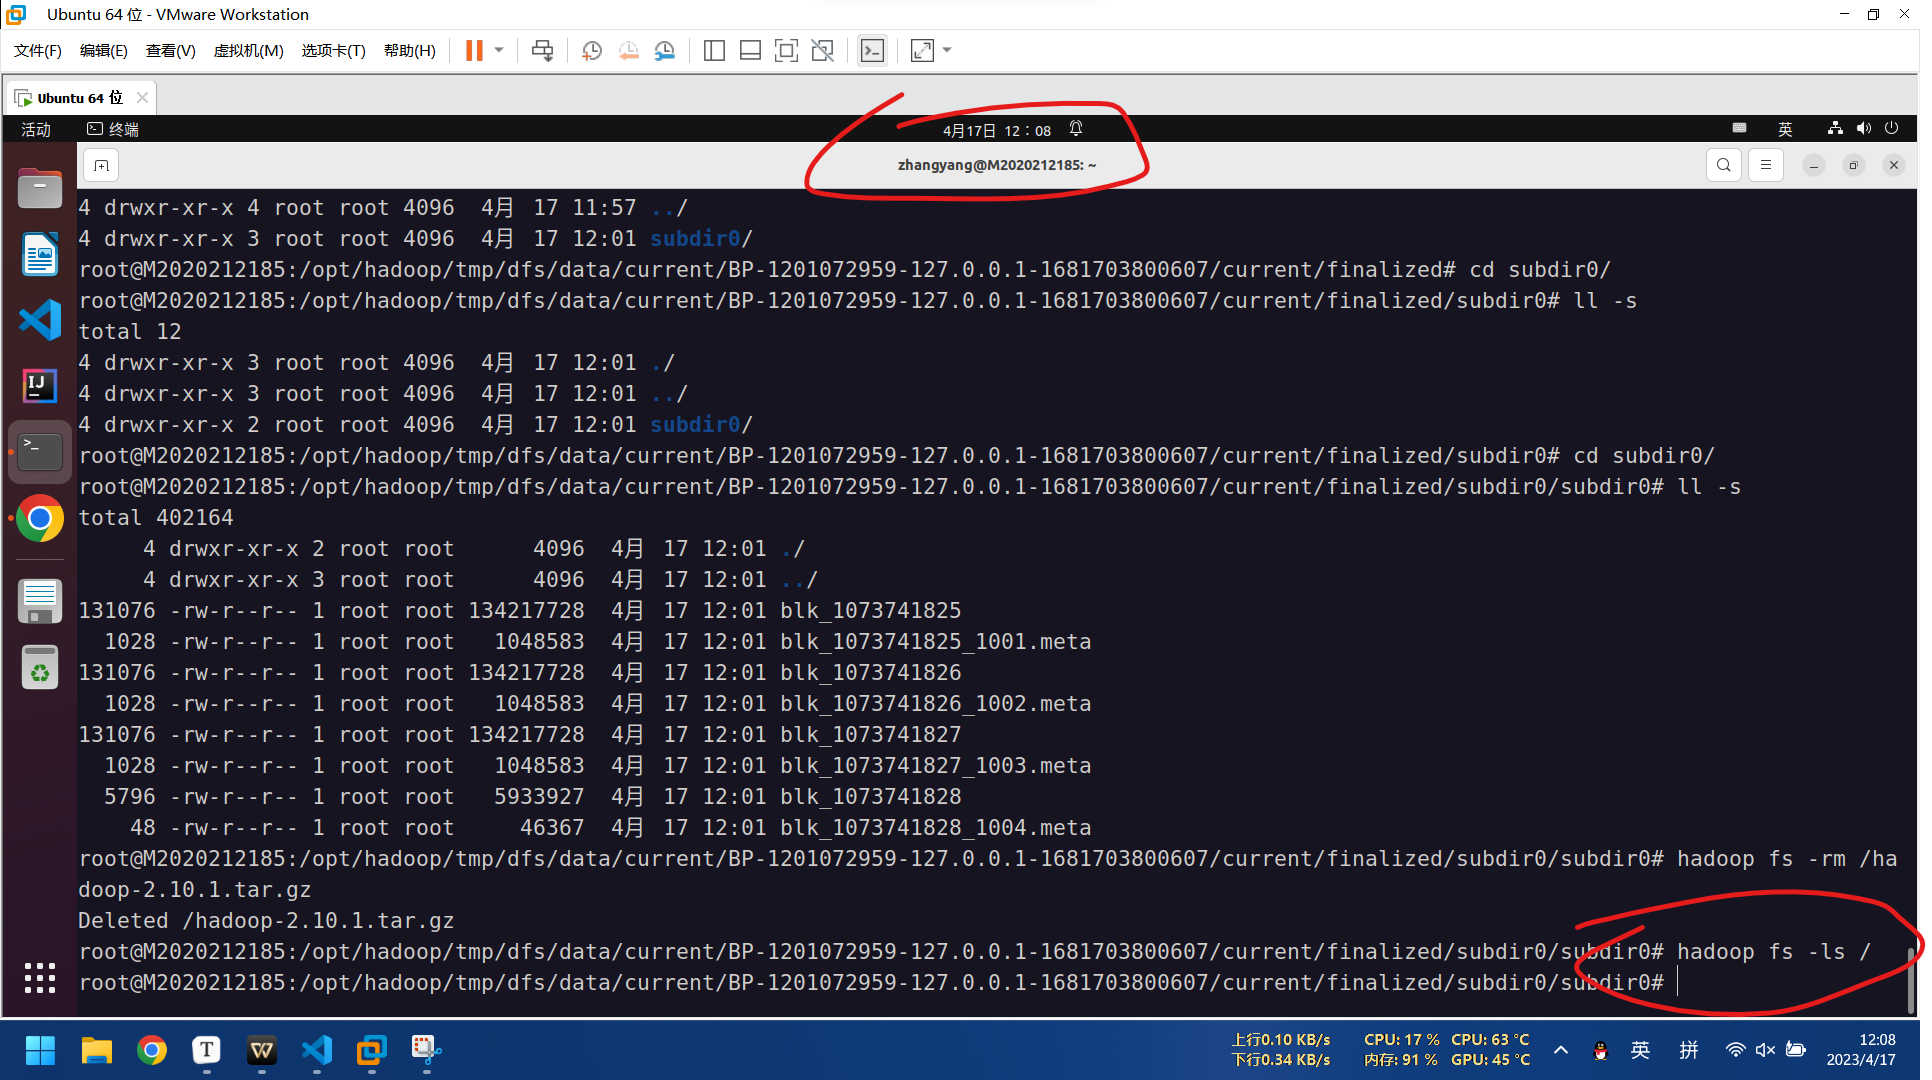 Ubuntu 64 位 - VMware Workstation
文件(F) 编辑(E) 查看(V) 虚拟机(M) 选项卡(T) 帮助(H)
Ubuntu 64 位
活动 终端 4月17日 12：08 英
zhangyang@M2020212185: ~
4 drwxr-xr-x 4 root root 4096  4月  17 11:57 ../
4 drwxr-xr-x 3 root root 4096  4月  17 12:01 subdir0/
root@M2020212185:/opt/hadoop/tmp/dfs/data/current/BP-1201072959-127.0.0.1-1681703800607/current/finalized# cd subdir0/
root@M2020212185:/opt/hadoop/tmp/dfs/data/current/BP-1201072959-127.0.0.1-1681703800607/current/finalized/subdir0# ll -s
total 12
4 drwxr-xr-x 3 root root 4096  4月  17 12:01 ./
4 drwxr-xr-x 3 root root 4096  4月  17 12:01 ../
4 drwxr-xr-x 2 root root 4096  4月  17 12:01 subdir0/
root@M2020212185:/opt/hadoop/tmp/dfs/data/current/BP-1201072959-127.0.0.1-1681703800607/current/finalized/subdir0# cd subdir0/
root@M2020212185:/opt/hadoop/tmp/dfs/data/current/BP-1201072959-127.0.0.1-1681703800607/current/finalized/subdir0/subdir0# ll -s
total 402164
     4 drwxr-xr-x 2 root root      4096  4月  17 12:01 ./
     4 drwxr-xr-x 3 root root      4096  4月  17 12:01 ../
131076 -rw-r--r-- 1 root root 134217728  4月  17 12:01 blk_1073741825
  1028 -rw-r--r-- 1 root root   1048583  4月  17 12:01 blk_1073741825_1001.meta
131076 -rw-r--r-- 1 root root 134217728  4月  17 12:01 blk_1073741826
  1028 -rw-r--r-- 1 root root   1048583  4月  17 12:01 blk_1073741826_1002.meta
131076 -rw-r--r-- 1 root root 134217728  4月  17 12:01 blk_1073741827
  1028 -rw-r--r-- 1 root root   1048583  4月  17 12:01 blk_1073741827_1003.meta
  5796 -rw-r--r-- 1 root root   5933927  4月  17 12:01 blk_1073741828
    48 -rw-r--r-- 1 root root     46367  4月  17 12:01 blk_1073741828_1004.meta
root@M2020212185:/opt/hadoop/tmp/dfs/data/current/BP-1201072959-127.0.0.1-1681703800607/current/finalized/subdir0/subdir0# hadoop fs -rm /ha
doop-2.10.1.tar.gz
Deleted /hadoop-2.10.1.tar.gz
root@M2020212185:/opt/hadoop/tmp/dfs/data/current/BP-1201072959-127.0.0.1-1681703800607/current/finalized/subdir0/subdir0# hadoop fs -ls /
root@M2020212185:/opt/hadoop/tmp/dfs/data/current/BP-1201072959-127.0.0.1-1681703800607/current/finalized/subdir0/subdir0#
上行0.10 KB/s CPU: 17 % CPU: 63 °C
下行0.34 KB/s 内存: 91 % GPU: 45 °C
英 拼
12:08
2023/4/17